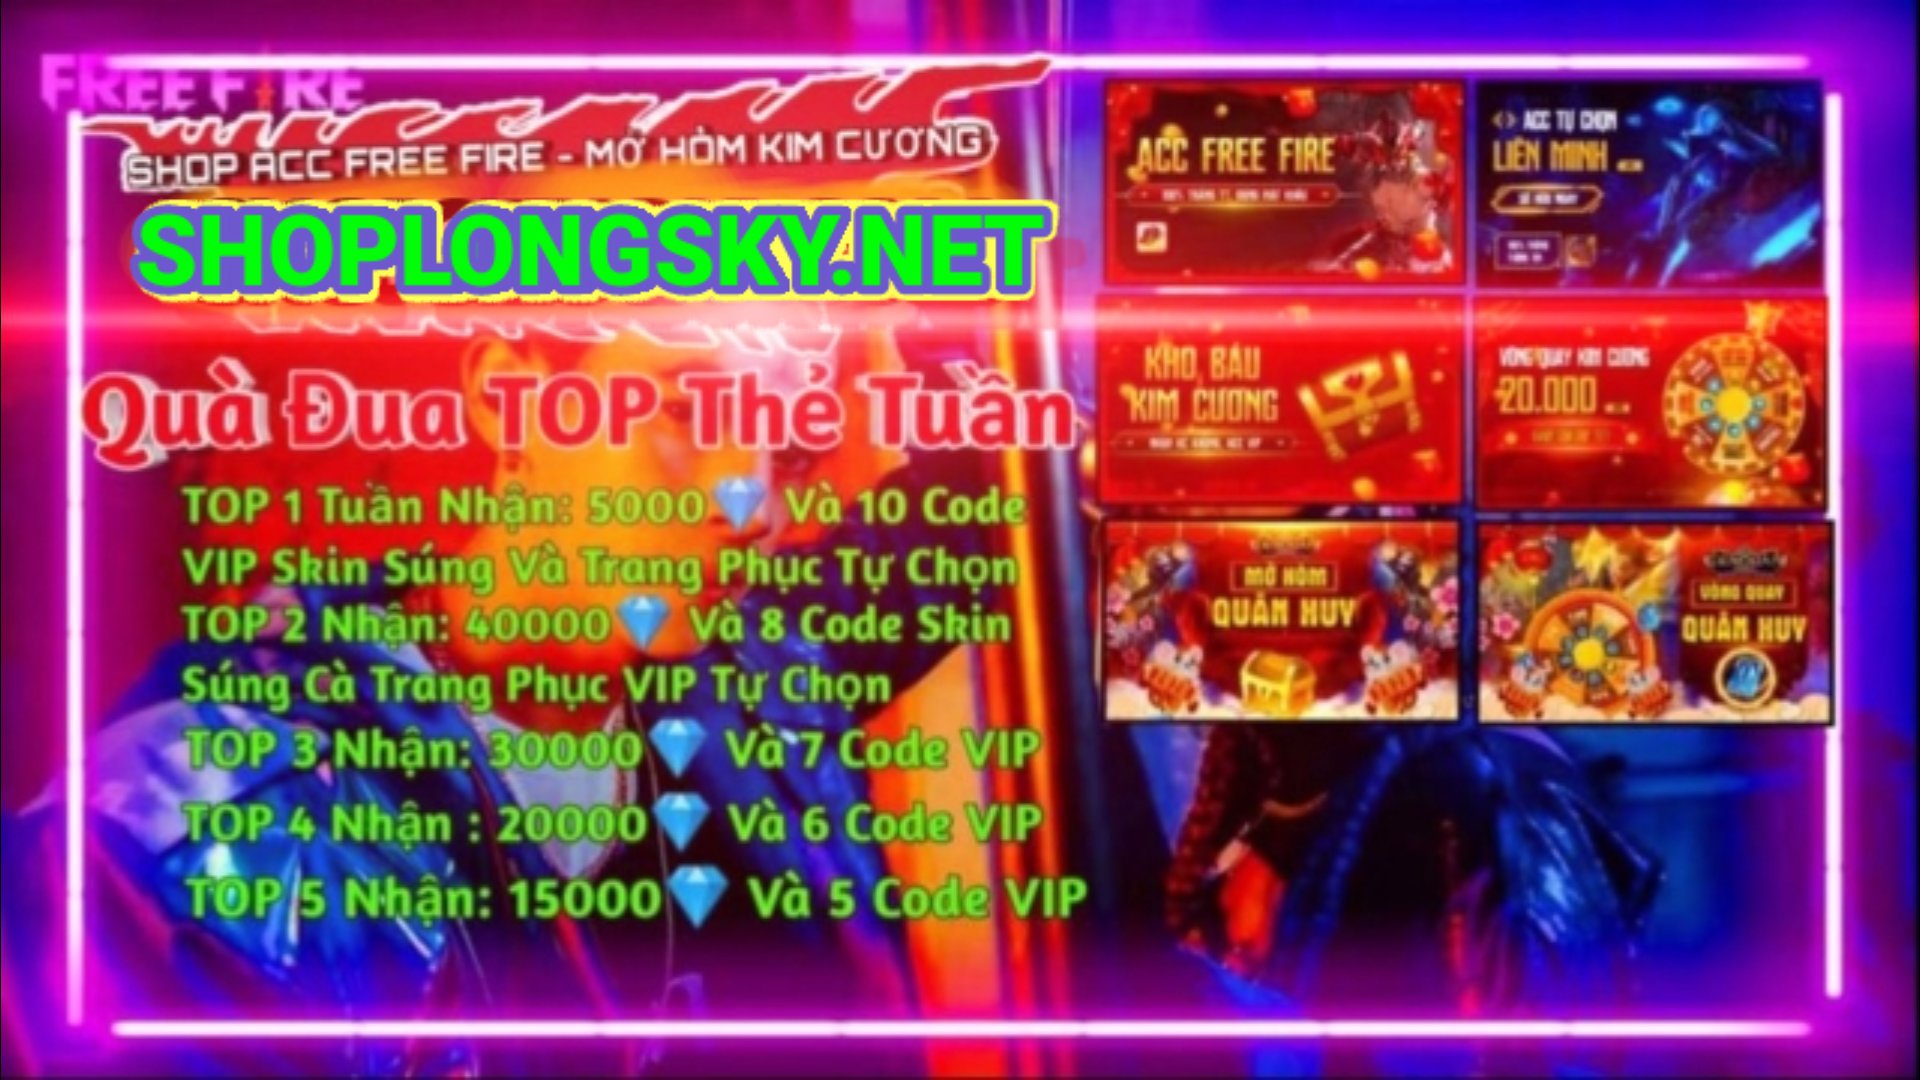 FREE FIRE
SHOP ACC FREE FIRE - MỞ HÒM KIM CƯƠNG
SHOPLONGSKY.NET
Quà Đua TOP Thẻ Tuần
TOP 1 Tuần Nhận: 5000💎 Và 10 Code
VIP Skin Súng Và Trang Phục Tự Chọn
TOP 2 Nhận: 40000💎 Và 8 Code Skin
Súng Cà Trang Phục VIP Tự Chọn
TOP 3 Nhận: 30000💎 Và 7 Code VIP
TOP 4 Nhận : 20000💎 Và 6 Code VIP
TOP 5 Nhận: 15000💎 Và 5 Code VIP
ACC FREE FIRE
ACC TỰ CHỌN
LIÊN MINH
KHO BÁU
KIM CƯƠNG
VÒNG QUAY KIM CƯƠNG
20.000
MỞ HÒM
QUÂN HUY
VÒNG QUAY
QUÂN HUY